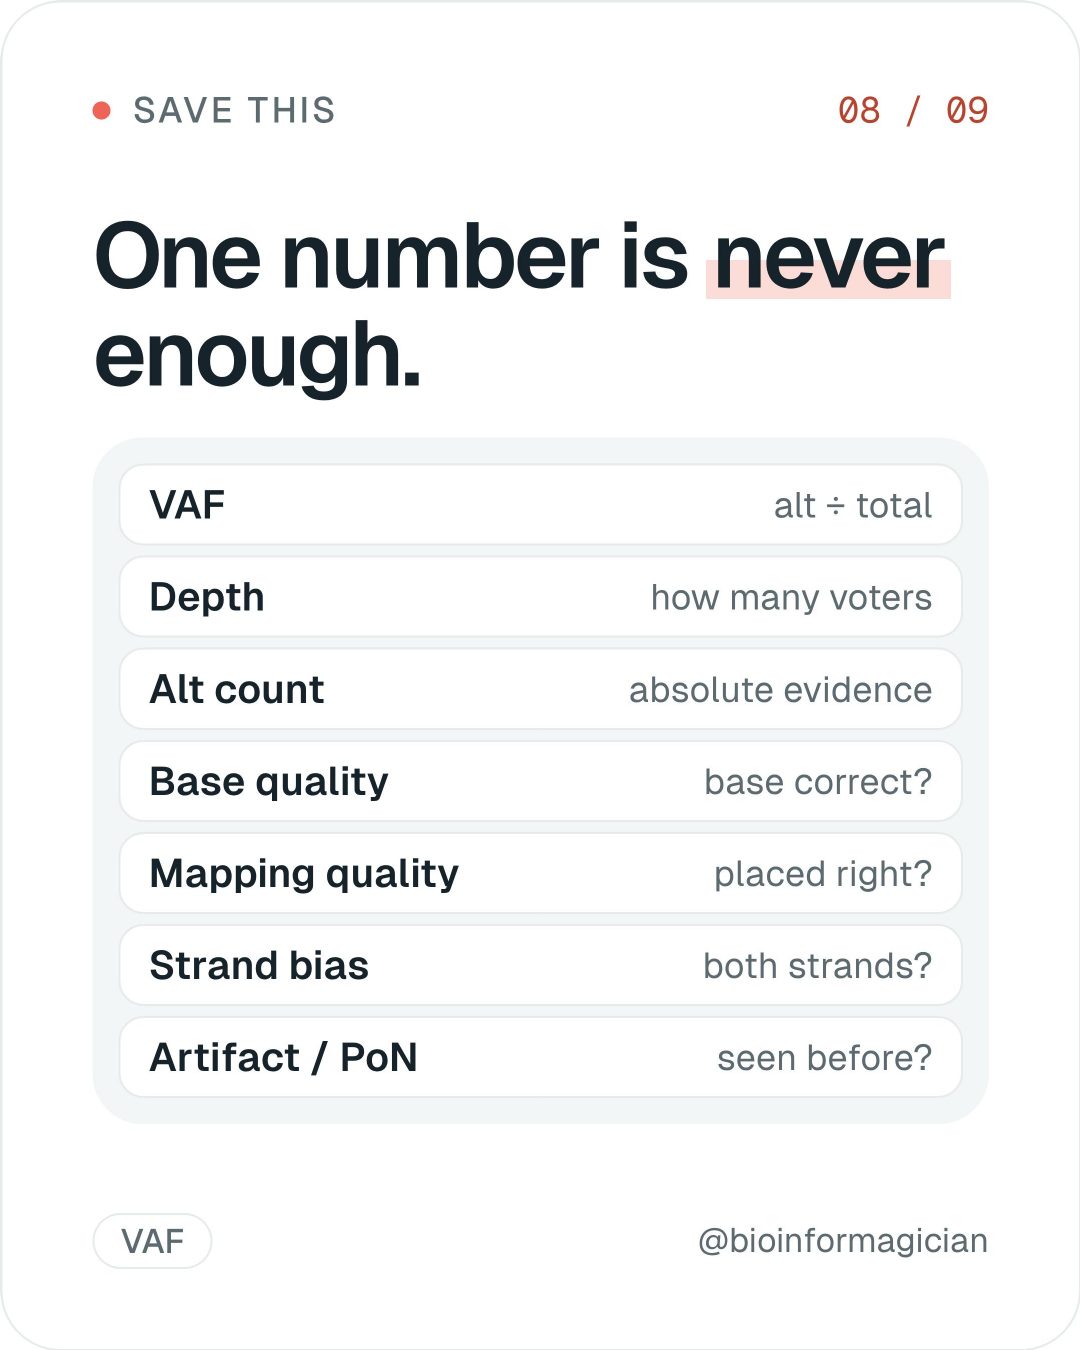 SAVE THIS
08 / 09
One number is never
enough.
VAF
alt ÷ total
Depth
how many voters
Alt count
absolute evidence
Base quality
base correct?
Mapping quality
placed right?
Strand bias
both strands?
Artifact / PoN
seen before?
VAF
@bioinformagician